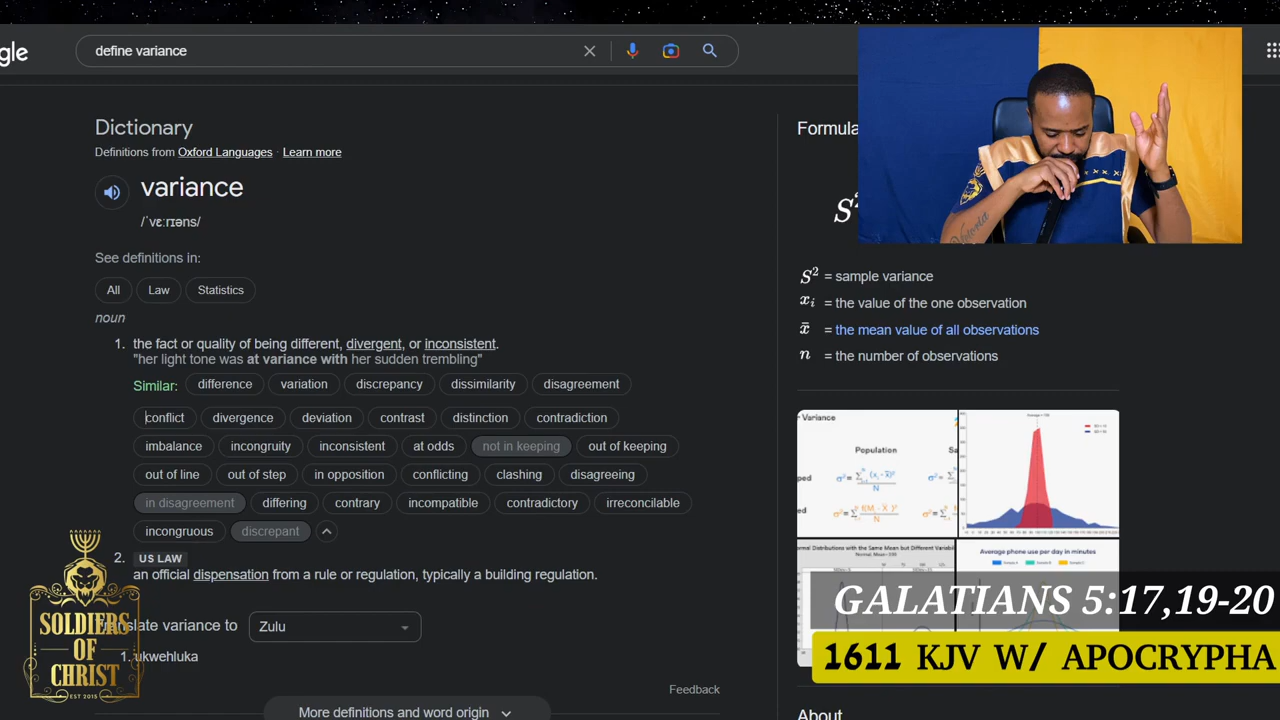 gle
define variance
Dictionary
Definitions from Oxford Languages · Learn more
variance
/ˈvɛːrɪəns/
See definitions in:
All
Law
Statistics
noun
1. the fact or quality of being different, divergent, or inconsistent.
"her light tone was at variance with her sudden trembling"
Similar: difference variation discrepancy dissimilarity disagreement
conflict divergence deviation contrast distinction contradiction
imbalance incongruity inconsistent at odds not in keeping out of keeping
out of line out of step in opposition conflicting clashing disagreeing
in disagreement differing contrary incompatible contradictory irreconcilable
incongruous discrepant
2. US LAW
an official dispensation from a rule or regulation, typically a building regulation.
slate variance to
Zulu
1. ukwehluka
Feedback
More definitions and word origin
Formula
S²
S² = sample variance
xᵢ = the value of the one observation
x̄ = the mean value of all observations
n = the number of observations
Variance
Population
Average phone use per day in minutes
About
GALATIANS 5:17,19-20
1611 KJV W/ APOCRYPHA
SOLDIERS
OF
CHRIST
EST 2015